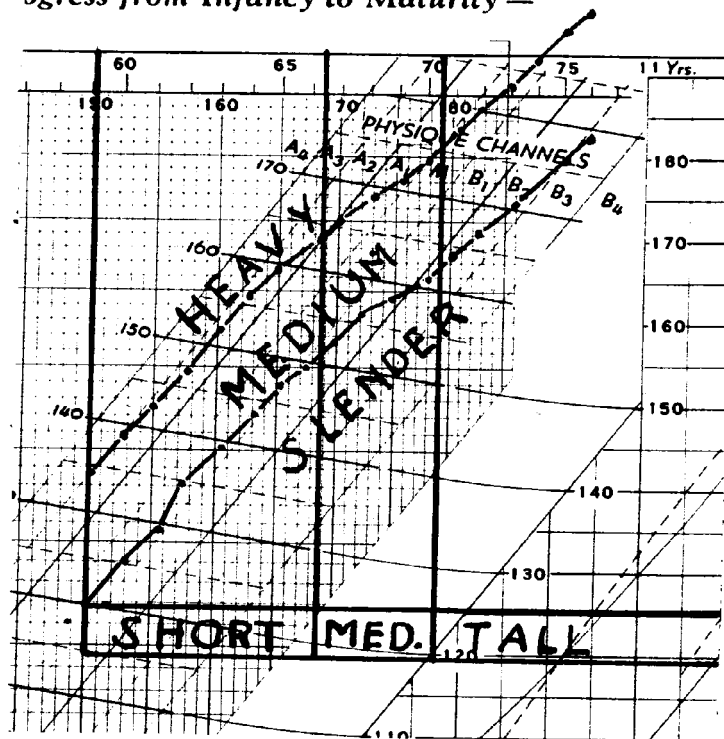 ogress from Infancy to Maturity —
60 65 70 75 11 Yrs.
150 160 70 80
PHYSIQUE CHANNELS
A4 A3 A2 A1 M B1 B2 B3 B4
180
170
170
160
160
150
150
140
140
130
120
110
HEAVY
MEDIUM
SLENDER
SHORT MED. TALL